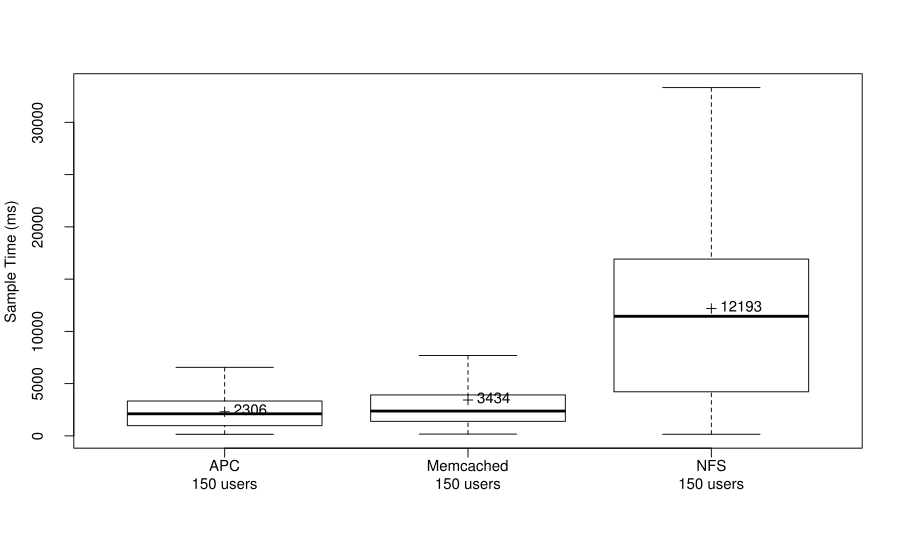 Sample Time (ms)
30000
20000
10000
5000
0
2306
3434
12193
APC
150 users
Memcached
150 users
NFS
150 users